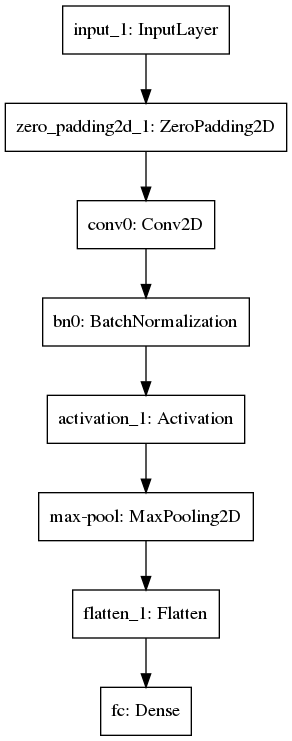 input_1: InputLayer
zero_padding2d_1: ZeroPadding2D
conv0: Conv2D
bn0: BatchNormalization
activation_1: Activation
max-pool: MaxPooling2D
flatten_1: Flatten
fc: Dense